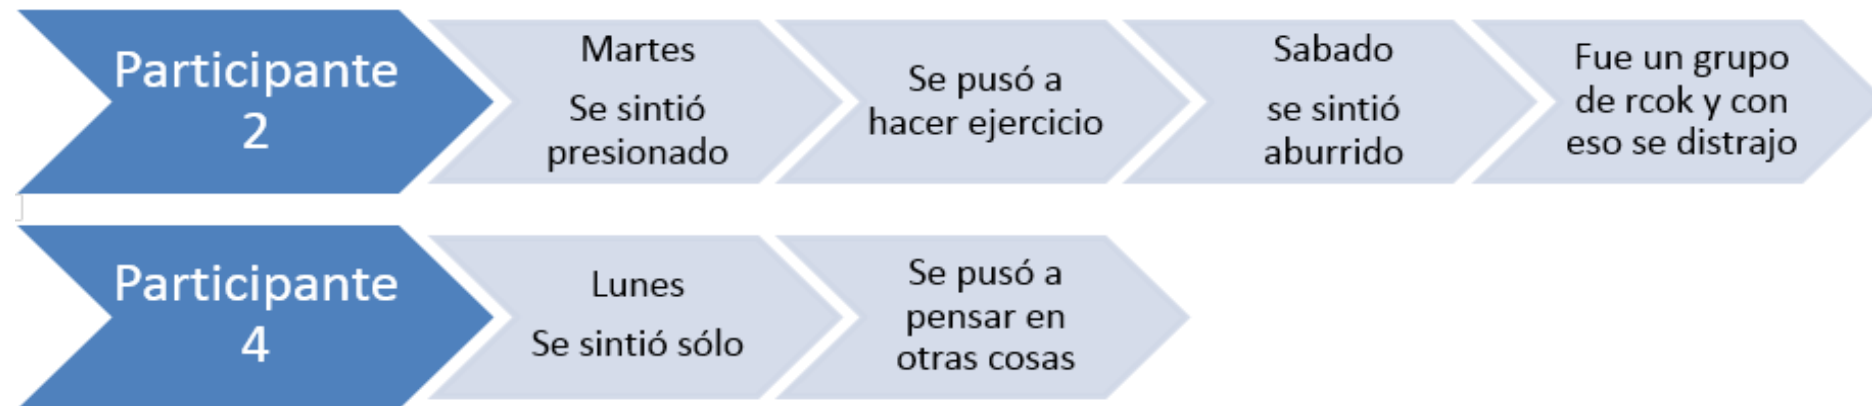 Participante
2
Martes
Se sintió
presionado
Se pusó a
hacer ejercicio
Sabado
se sintió
aburrido
Fue un grupo
de rcok y con
eso se distrajo
Participante
4
Lunes
Se sintió sólo
Se pusó a
pensar en
otras cosas